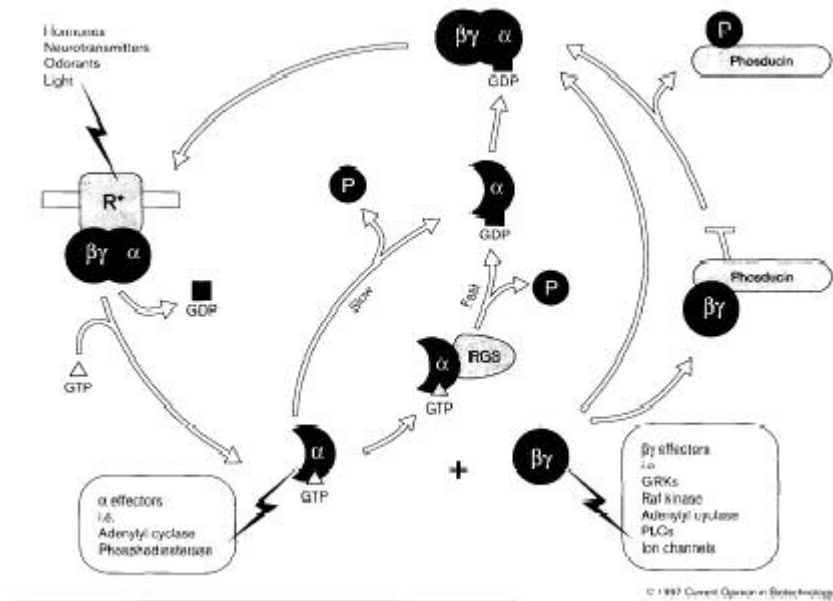 Hormones
Neurotransmitters
Odorants
Light
βγ α
GDP
P
Phosducin
R*
βγ α
GDP
GTP
P
Slow
α
GDP
Fast
P
α
GTP
RGS
Phosducin
βγ
α
GTP
+
βγ
α effectors
i.e.
Adenylyl cyclase
Phosphodiesterase
βγ effectors
i.e
GRKs
Raf kinase
Adenylyl cyclase
PLCs
Ion channels
© 1997 Current Opinion in Biotechnology